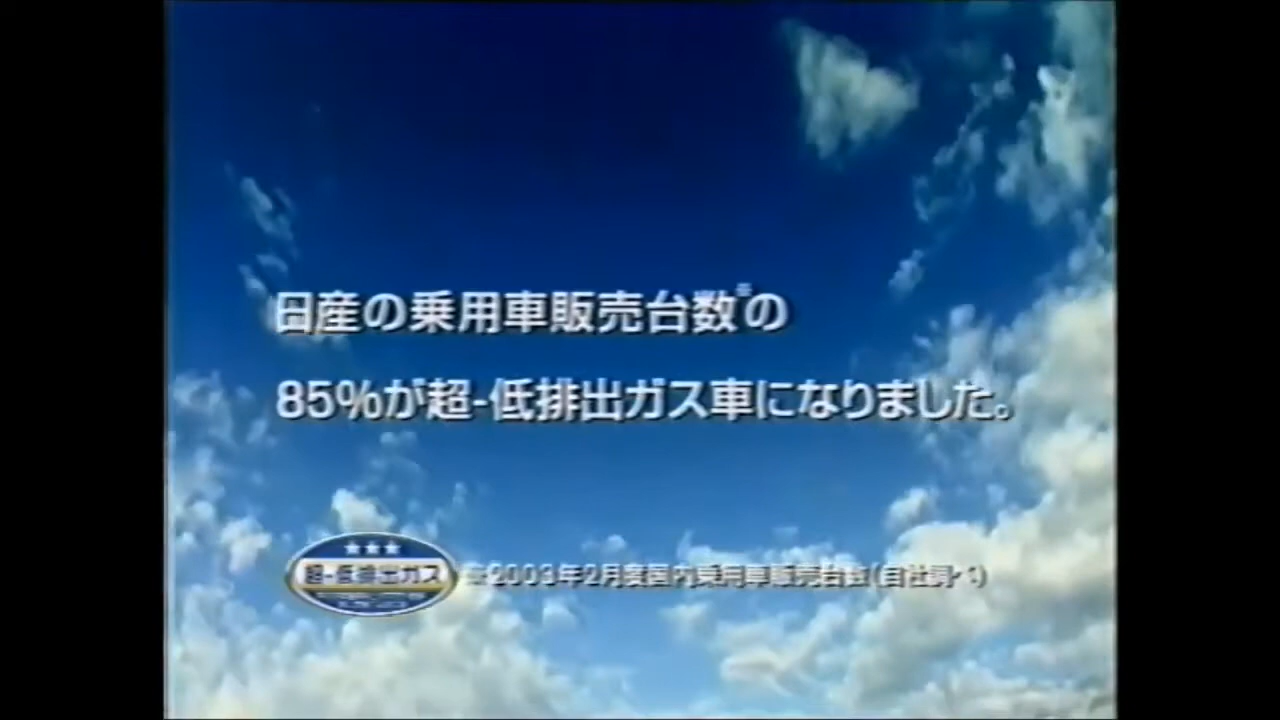 日産の乗用車販売台数※の
85%が超-低排出ガス車になりました。
★★★
超-低排出ガス
※2003年2月度国内乗用車販売台数(自社調べ)